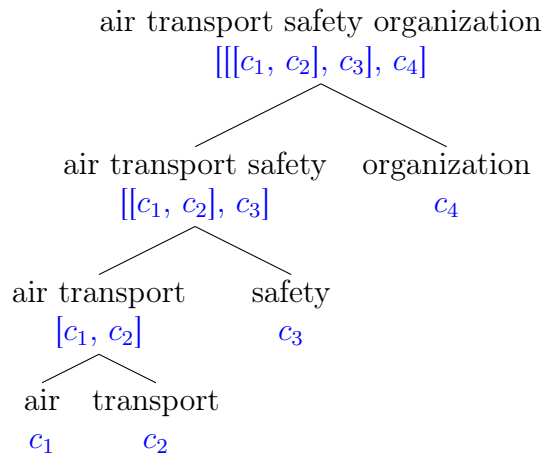 air transport safety organization
[[[c₁, c₂], c₃], c₄]
air transport safety organization
[[c₁, c₂], c₃] c₄
air transport safety
[c₁, c₂] c₃
air transport
c₁ c₂